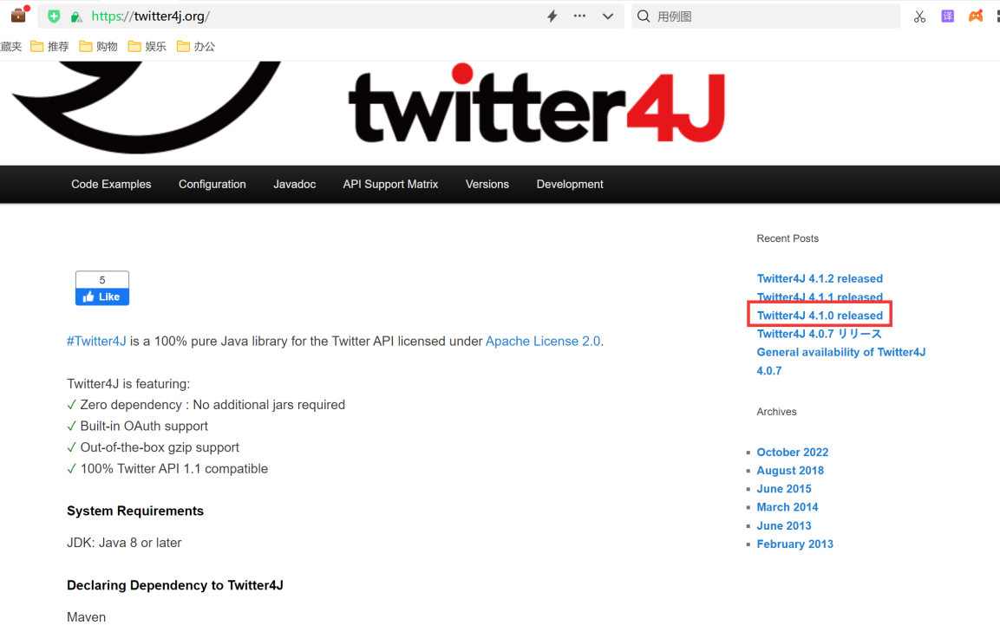 https://twitter4j.org/
用例图
译
藏夹 推荐 购物 娱乐 办公
twitter4J
Code Examples Configuration Javadoc API Support Matrix Versions Development
5
Like
#Twitter4J is a 100% pure Java library for the Twitter API licensed under Apache License 2.0.
Twitter4J is featuring:
✓ Zero dependency : No additional jars required
✓ Built-in OAuth support
✓ Out-of-the-box gzip support
✓ 100% Twitter API 1.1 compatible
System Requirements
JDK: Java 8 or later
Declaring Dependency to Twitter4J
Maven
Recent Posts
Twitter4J 4.1.2 released
Twitter4J 4.1.1 released
Twitter4J 4.1.0 released
Twitter4J 4.0.7 リリース
General availability of Twitter4J
4.0.7
Archives
October 2022
August 2018
June 2015
March 2014
June 2013
February 2013